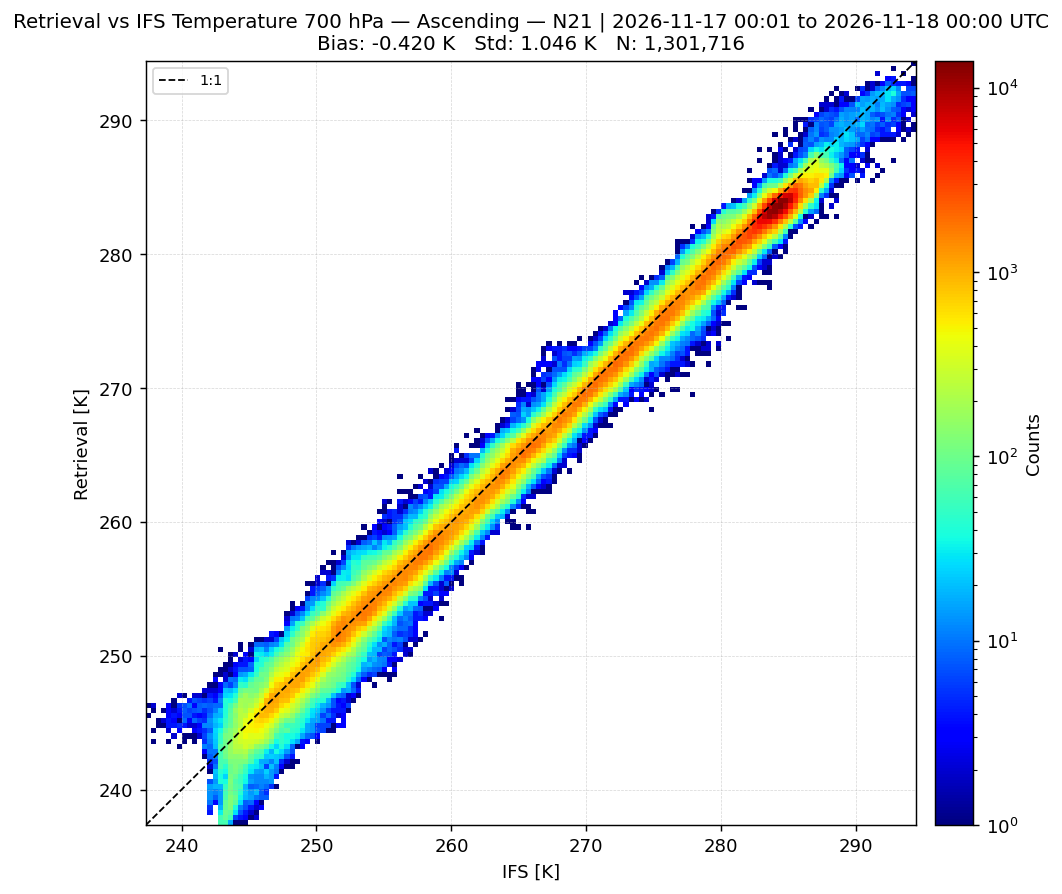 Retrieval vs IFS Temperature 700 hPa — Ascending — N21 | 2026-11-17 00:01 to 2026-11-18 00:00 UTC
Bias: -0.420 K   Std: 1.046 K   N: 1,301,716
1:1
290
280
270
260
250
240
Retrieval [K]
240 250 260 270 280 290
IFS [K]
10⁴
10³
10²
10¹
10⁰
Counts